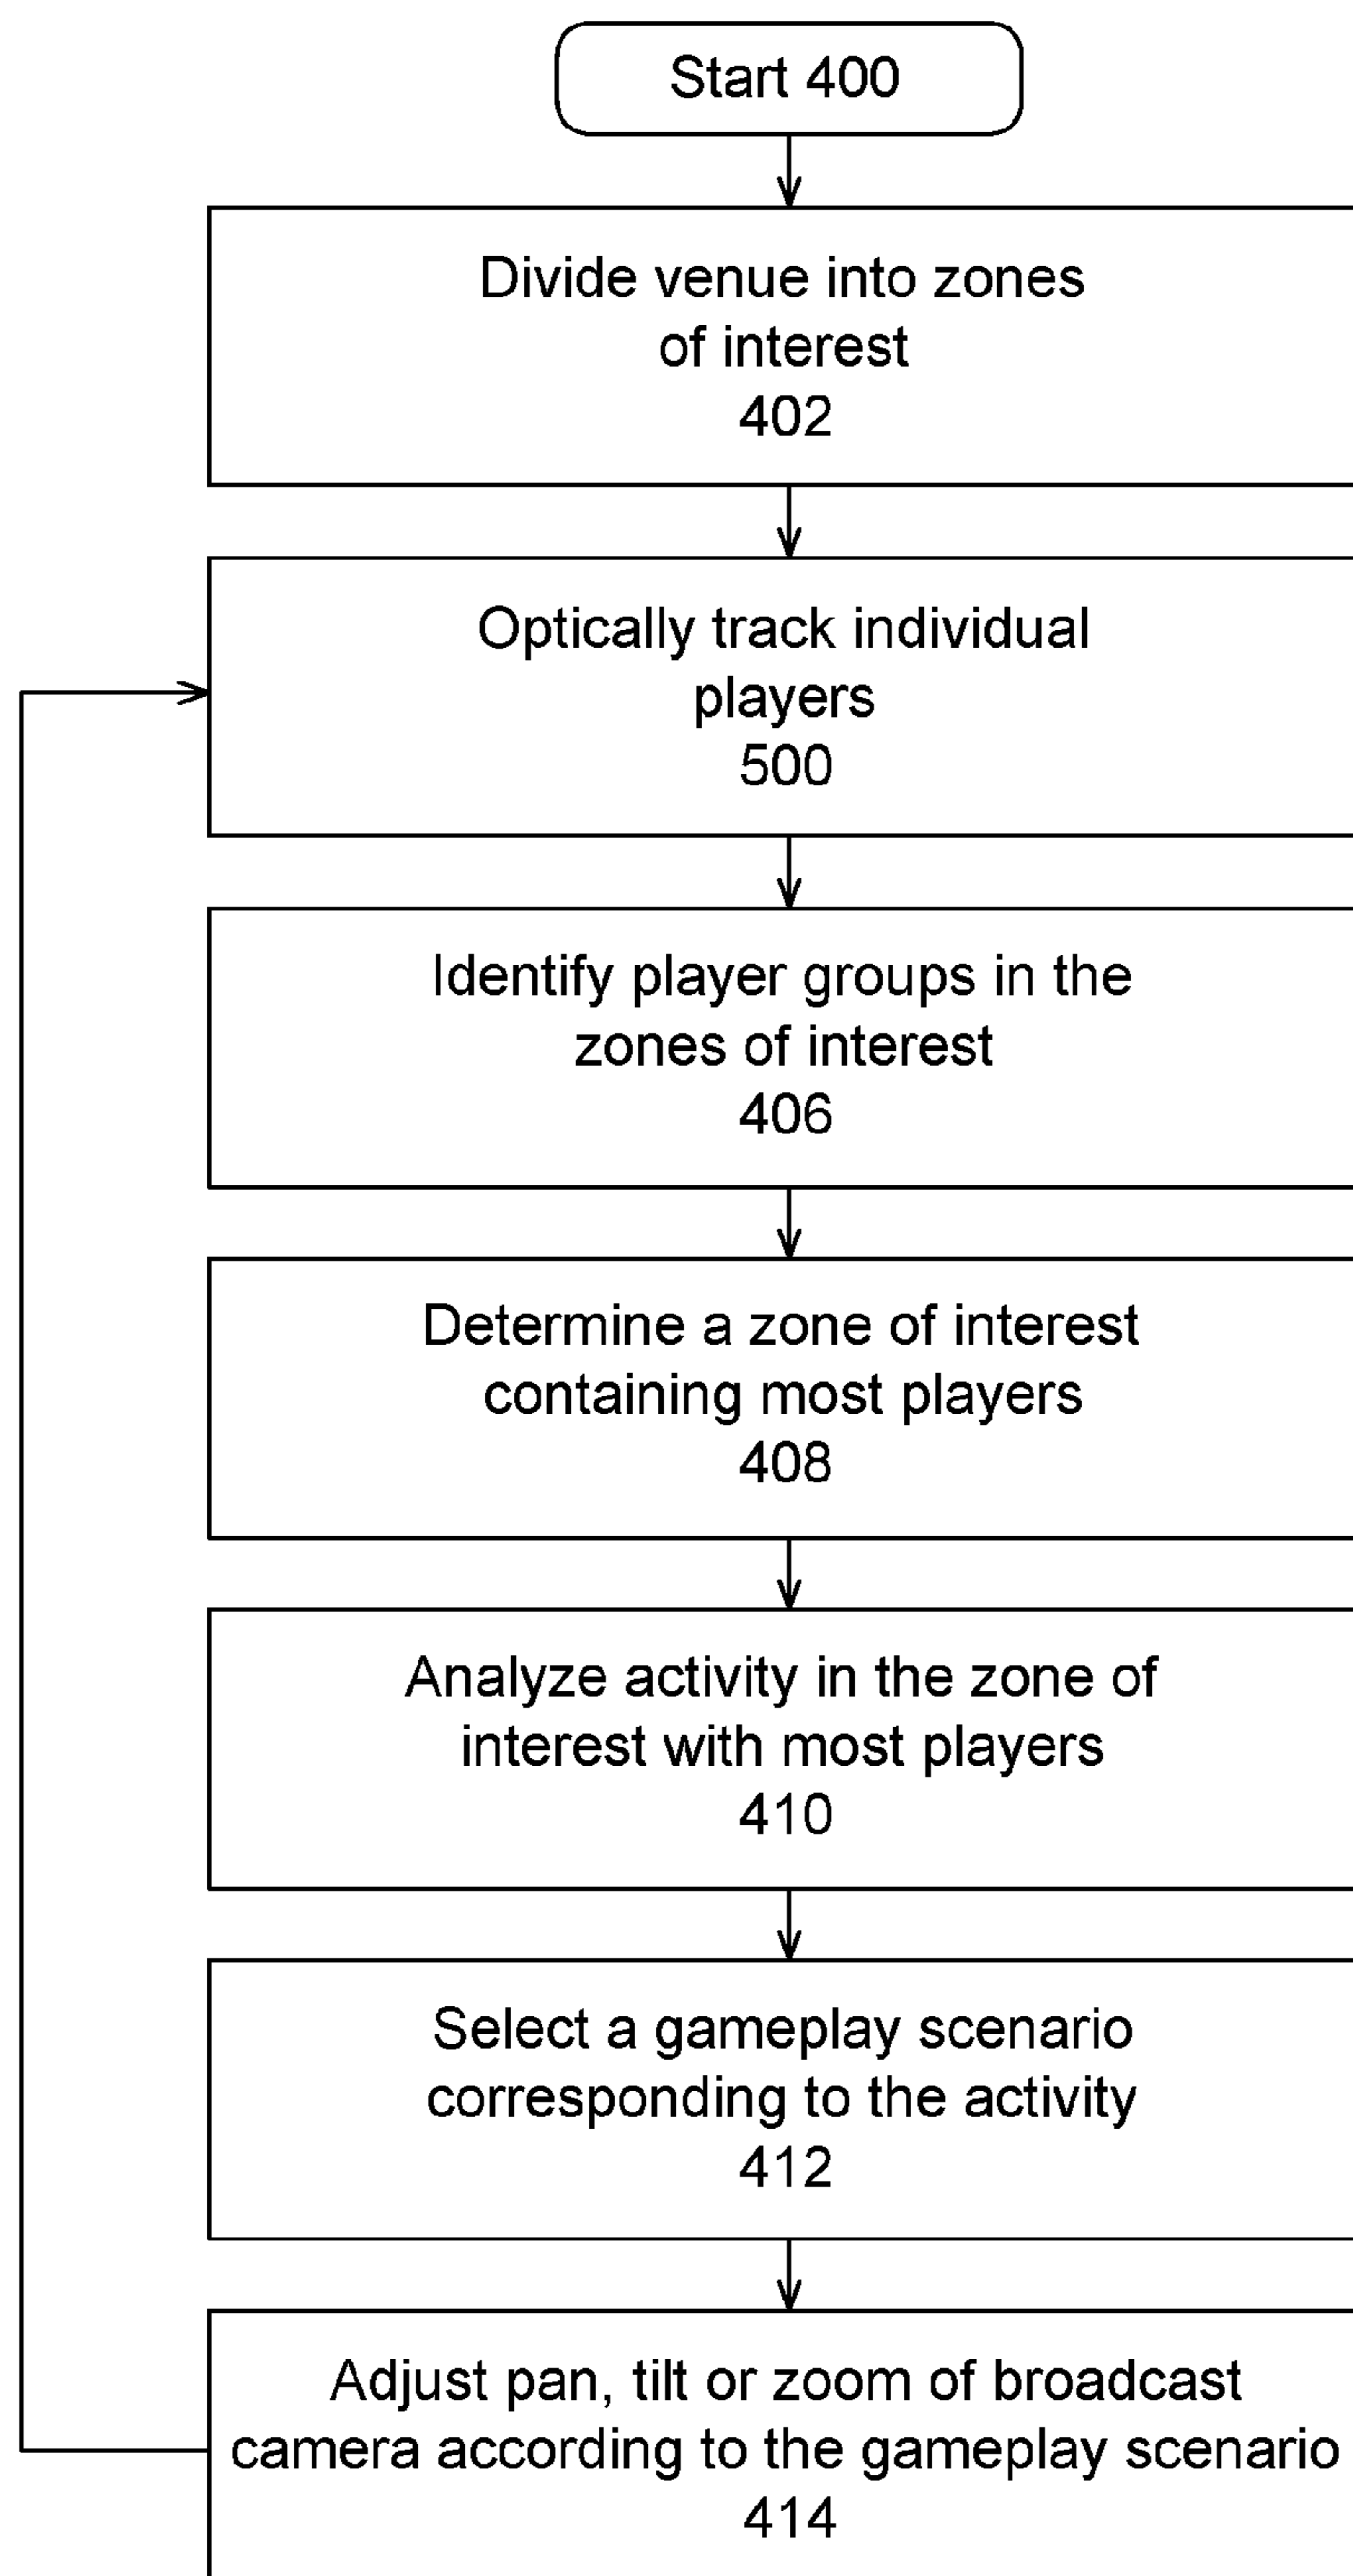 Start 400
Divide venue into zones
of interest
402
Optically track individual
players
500
Identify player groups in the
zones of interest
406
Determine a zone of interest
containing most players
408
Analyze activity in the zone of
interest with most players
410
Select a gameplay scenario
corresponding to the activity
412
Adjust pan, tilt or zoom of broadcast
camera according to the gameplay scenario
414